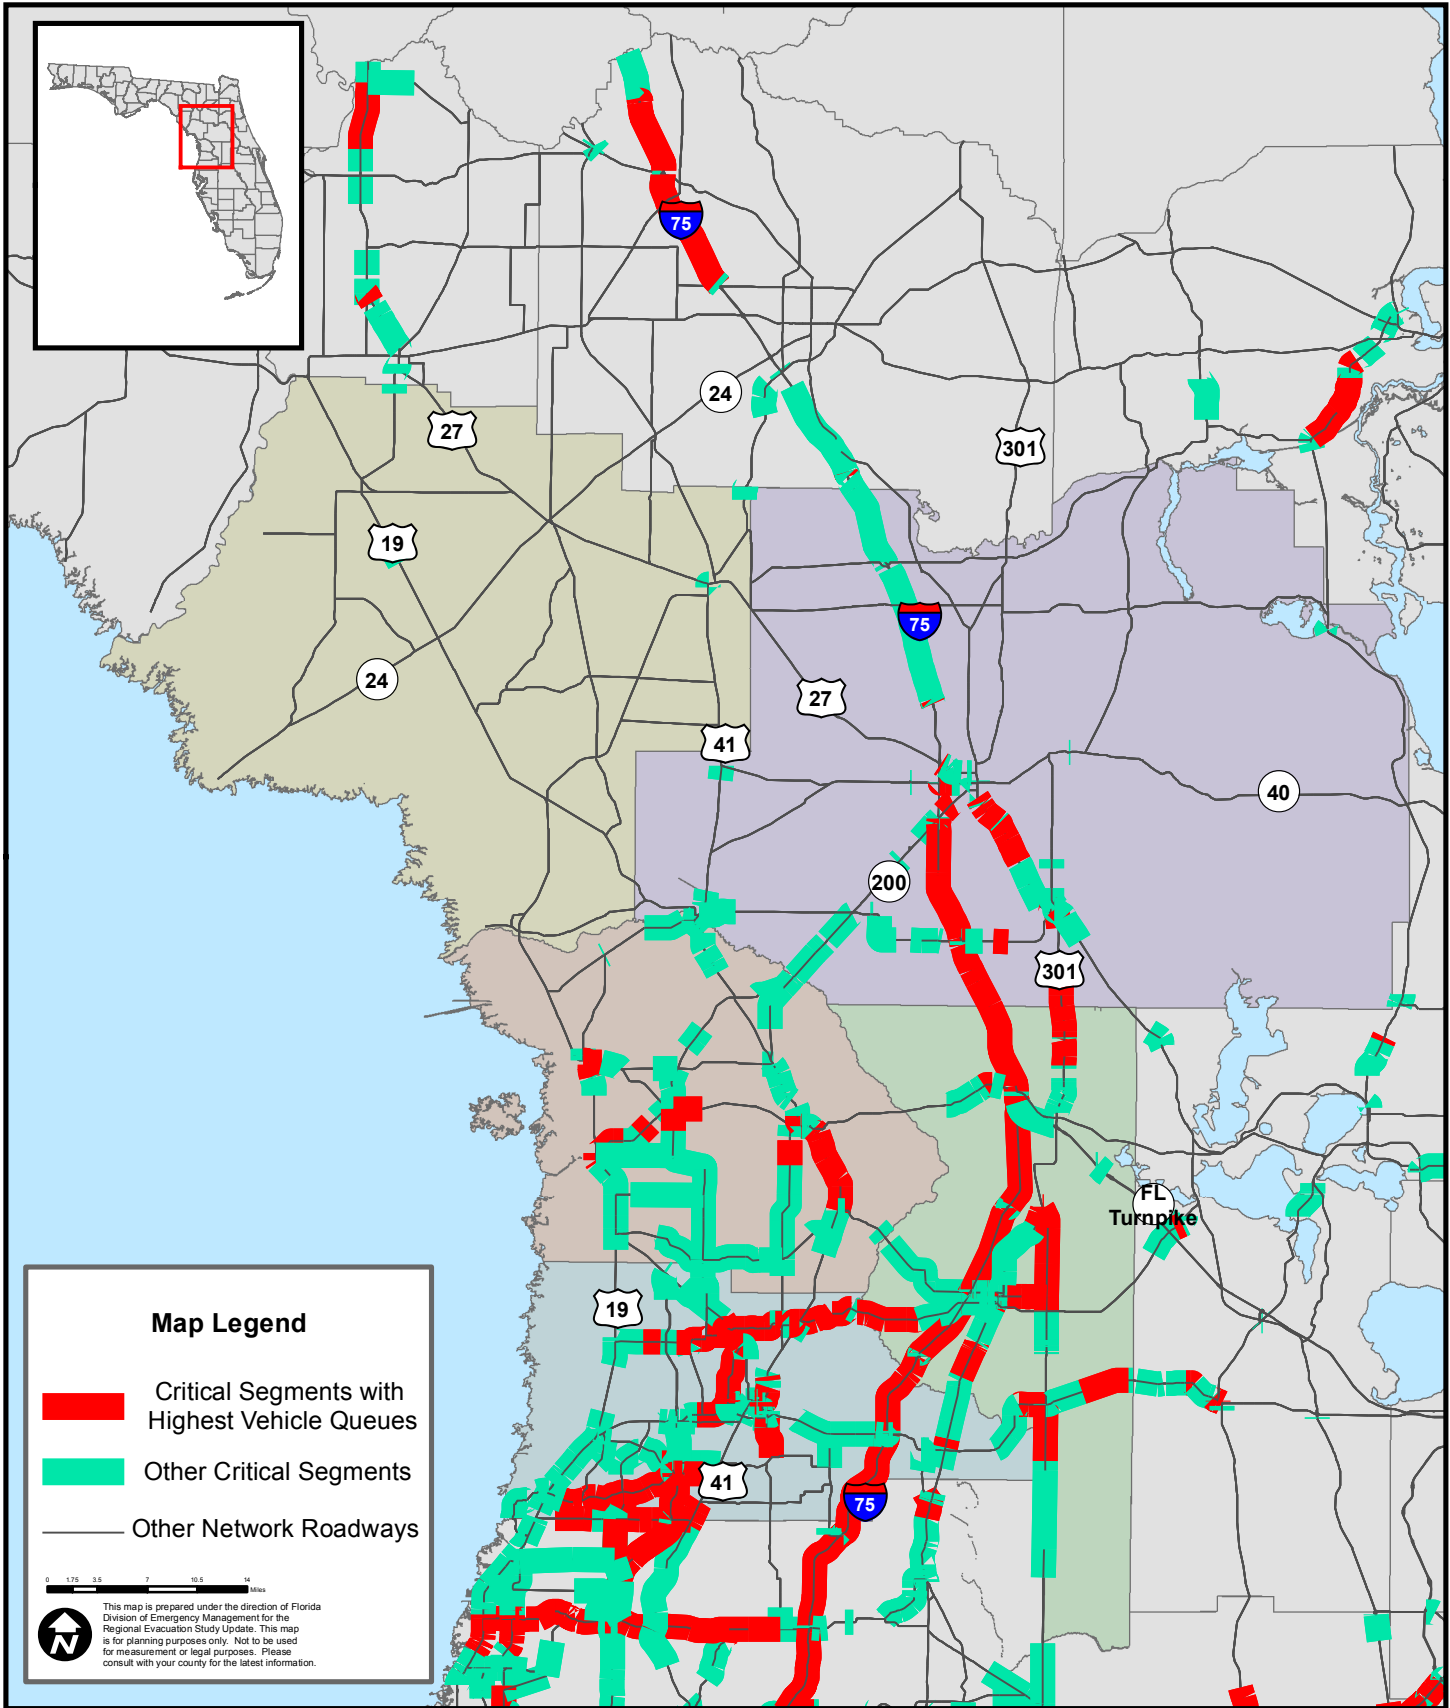 75
24
27
301
19
75
24
27
41
40
200
301
FL
Turnpike
19
41
75
Map Legend
Critical Segments with
Highest Vehicle Queues
Other Critical Segments
Other Network Roadways
0 1.75 3.5 7 10.5 14
Miles
N
This map is prepared under the direction of Florida
Division of Emergency Management for the
Regional Evacuation Study Update. This map
is for planning purposes only. Not to be used
for measurement or legal purposes. Please
consult with your county for the latest information.